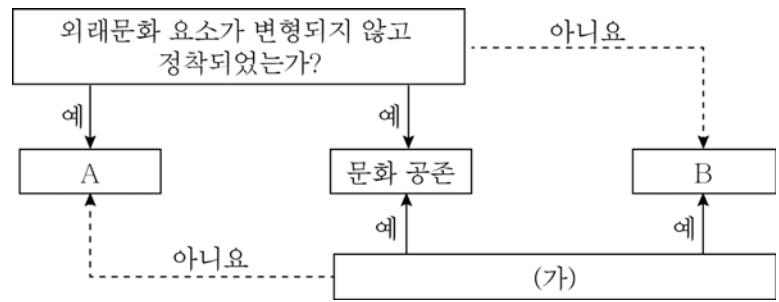 외래문화 요소가 변형되지 않고
정착되었는가?
아니요
예
예
A
문화 공존
B
예
예
아니요
(가)